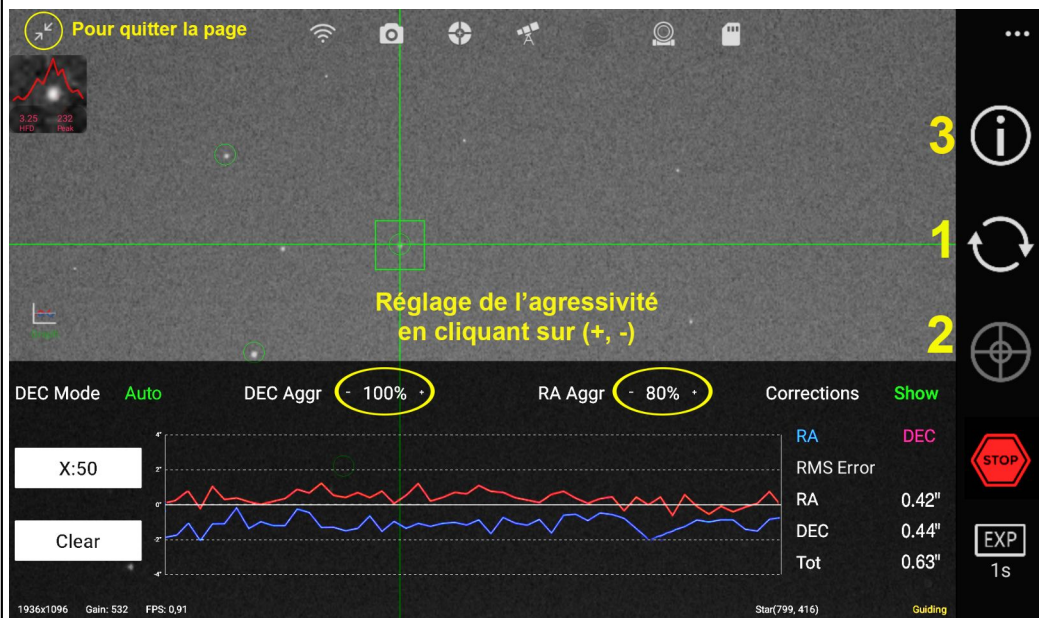 Pour quitter la page
3.25 232
HFD Peak
3
1
Réglage de l'agressivité
en cliquant sur (+, -)
2
DEC Mode Auto DEC Aggr - 100% + RA Aggr - 80% + Corrections Show
4"
2"
0"
-2"
-4"
X:50
Clear
RA DEC
RMS Error
RA 0.42"
DEC 0.44"
Tot 0.63"
STOP
EXP
1s
1936x1096 Gain: 532 FPS: 0,91 Star(799, 416) Guiding